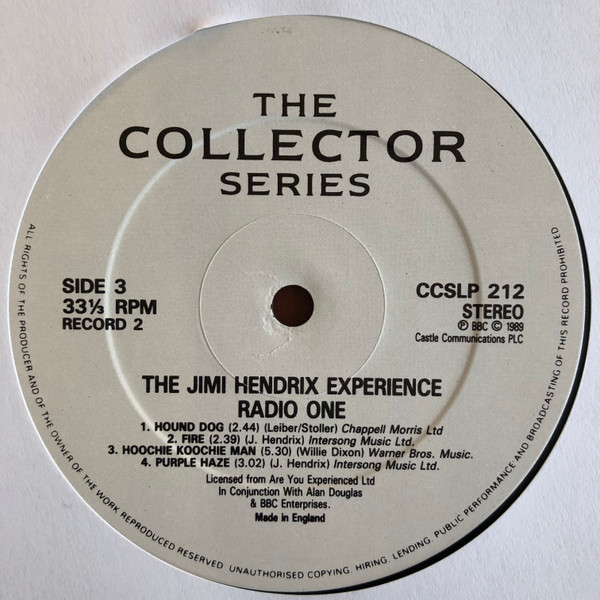 THE
COLLECTOR
SERIES
SIDE 3
33⅓ RPM
RECORD 2
CCSLP 212
STEREO
Ⓟ BBC © 1989
Castle Communications PLC
THE JIMI HENDRIX EXPERIENCE
RADIO ONE
1. HOUND DOG (2.44) (Leiber/Stoller) Chappell Morris Ltd
2. FIRE (2.39) (J. Hendrix) Intersong Music Ltd.
3. HOOCHIE KOOCHIE MAN (5.30) (Willie Dixon) Warner Bros. Music.
4. PURPLE HAZE (3.02) (J. Hendrix) Intersong Music Ltd.
Licensed from Are You Experienced Ltd
In Conjunction With Alan Douglas
& BBC Enterprises.
Made in England
ALL RIGHTS OF THE PRODUCER AND OF THE OWNER OF THE WORK REPRODUCED RESERVED UNAUTHORISED COPYING. HIRING. LENDING. PUBLIC PERFORMANCE AND BROADCASTING OF THIS RECORD PROHIBITED